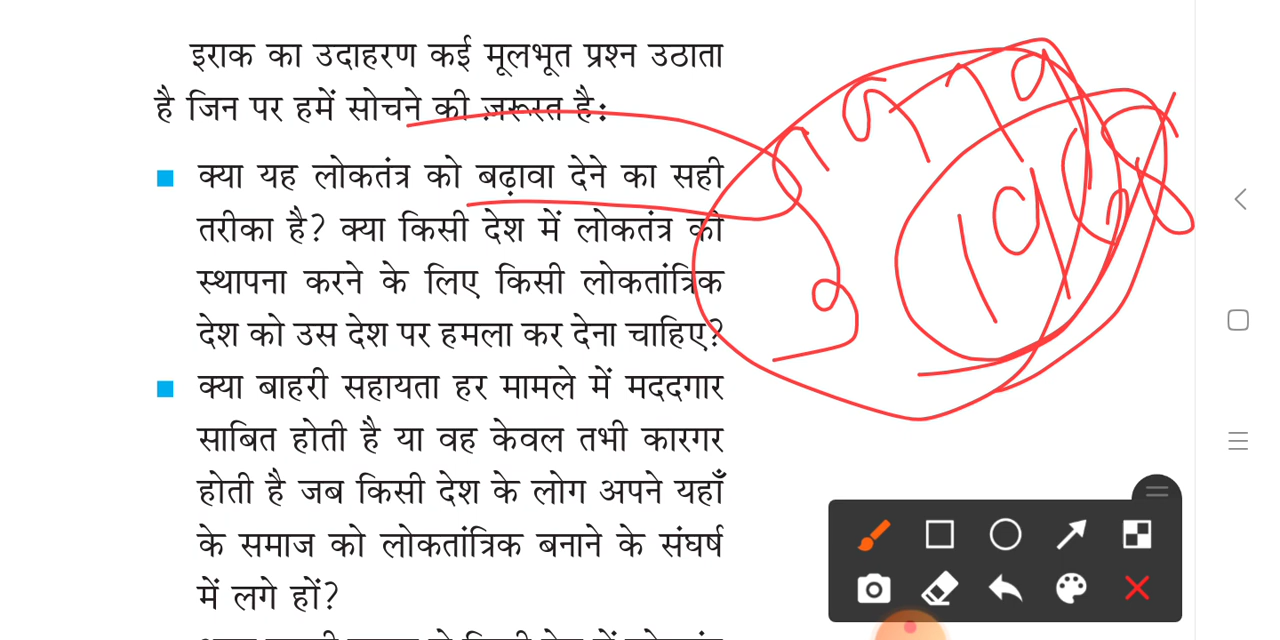 इराक का उदाहरण कई मूलभूत प्रश्न उठाता
है जिन पर हमें सोचने की ज़रूरत है:
क्या यह लोकतंत्र को बढ़ावा देने का सही
तरीका है? क्या किसी देश में लोकतंत्र की
स्थापना करने के लिए किसी लोकतांत्रिक
देश को उस देश पर हमला कर देना चाहिए?
क्या बाहरी सहायता हर मामले में मददगार
साबित होती है या वह केवल तभी कारगर
होती है जब किसी देश के लोग अपने यहाँ
के समाज को लोकतांत्रिक बनाने के संघर्ष
में लगे हों?